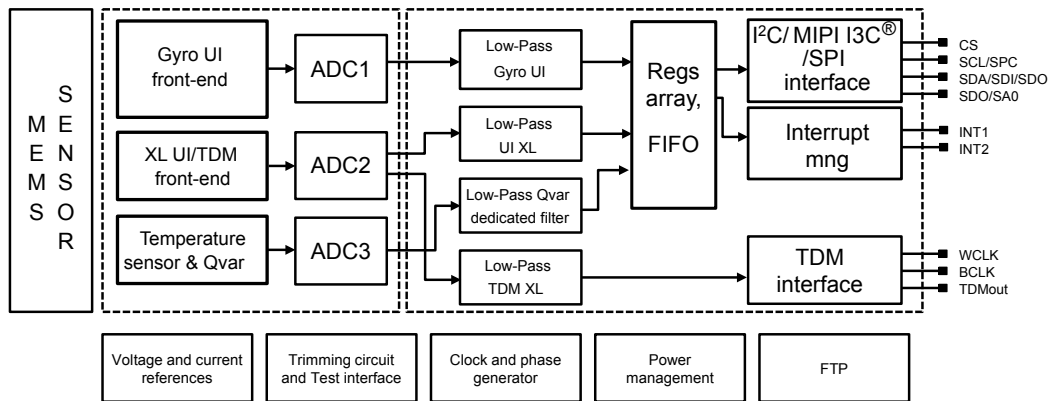 MEMS
SENSOR
Gyro UI
front-end
ADC1
XL UI/TDM
front-end
ADC2
Temperature
sensor & Qvar
ADC3
Low-Pass
Gyro UI
Low-Pass
UI XL
Low-Pass Qvar
dedicated filter
Low-Pass
TDM XL
Regs
array,
FIFO
I²C/ MIPI I3C®
/SPI
interface
Interrupt
mng
TDM
interface
CS
SCL/SPC
SDA/SDI/SDO
SDO/SA0
INT1
INT2
WCLK
BCLK
TDMout
Voltage and current
references
Trimming circuit
and Test interface
Clock and phase
generator
Power
management
FTP